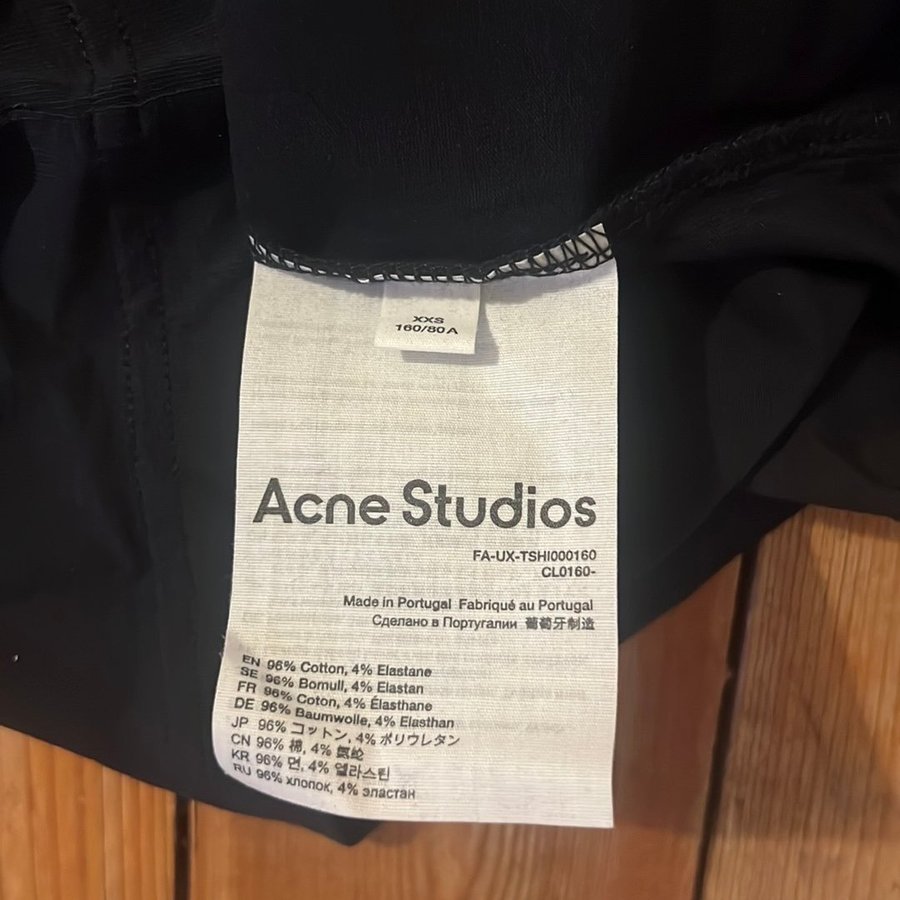 XXS
160/80A
Acne Studios
FA-UX-TSHI000160
CL0160-
Made in Portugal Fabriqué au Portugal
Сделано в Португалии 葡萄牙制造
EN 96% Cotton, 4% Elastane
SE 96% Bomull, 4% Elastan
FR 96% Coton, 4% Élasthane
DE 96% Baumwolle, 4% Elasthan
JP 96% コットン, 4% ポリウレタン
CN 96% 棉, 4% 氨纶
KR 96% 면, 4% 엘라스틴
RU 96% хлопок, 4% эластан